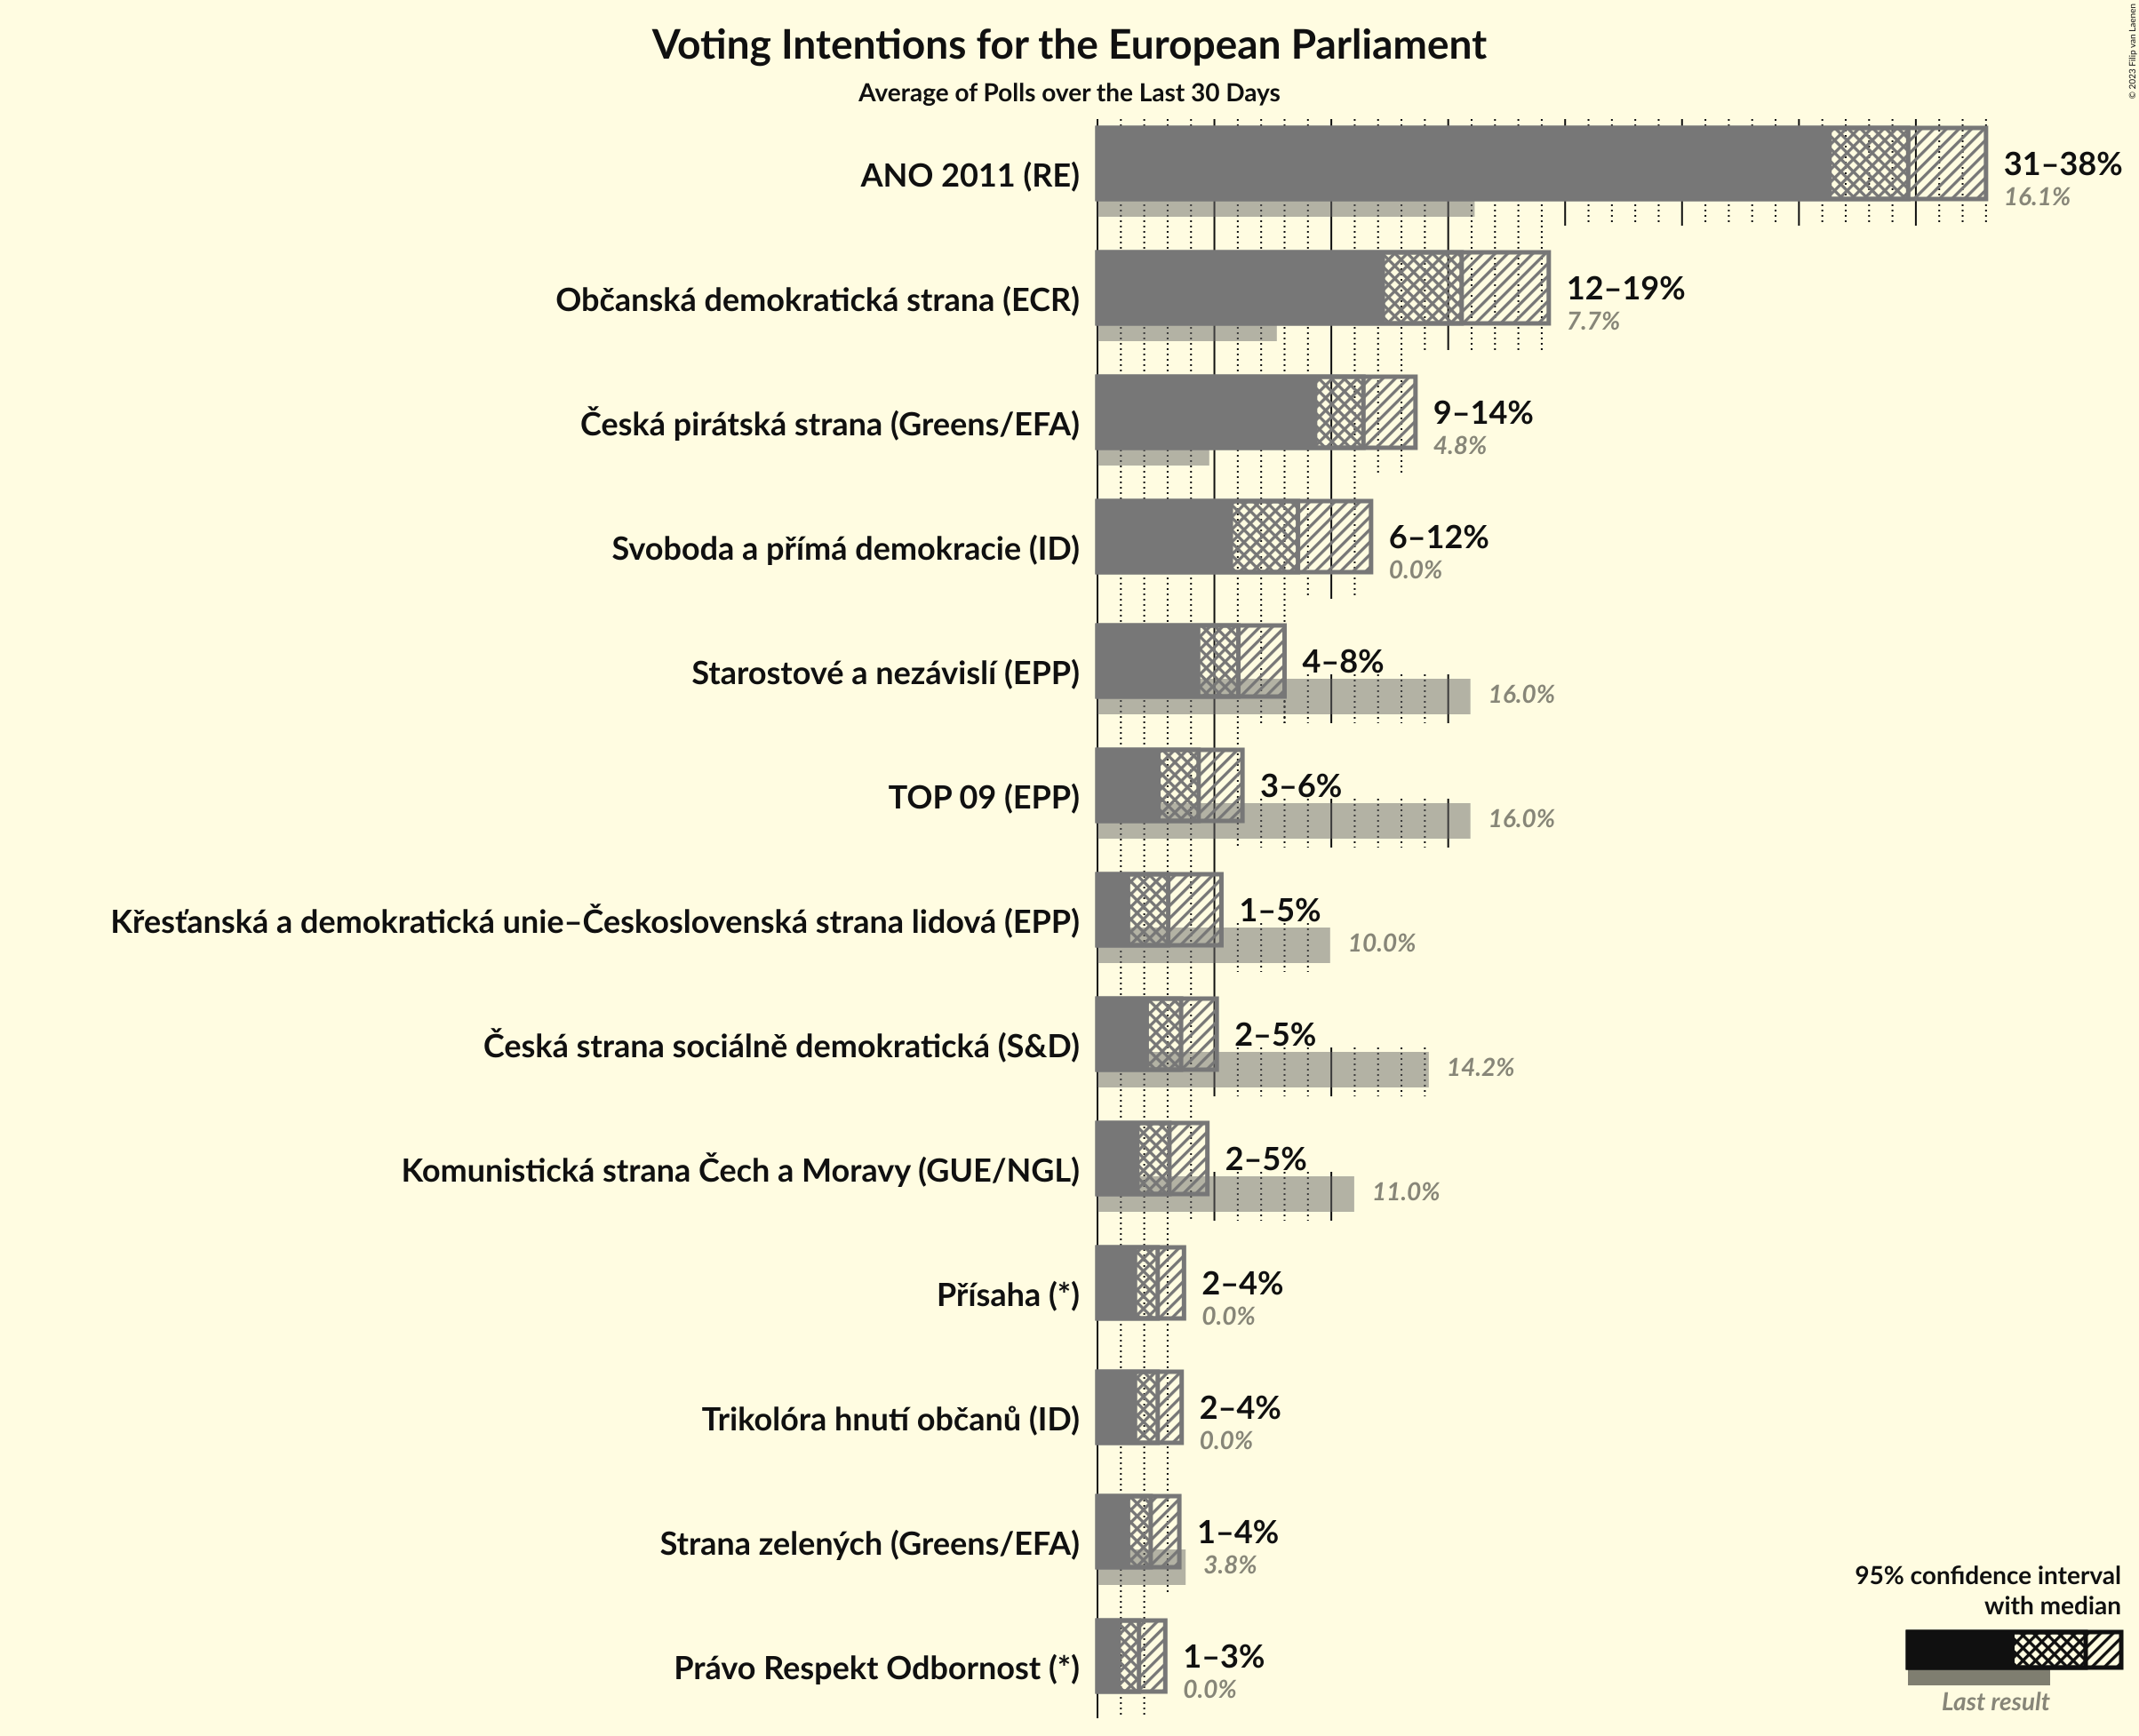 © 2023 Filip van Laenen
Voting Intentions for the European Parliament
Average of Polls over the Last 30 Days
ANO 2011 (RE)
31–38%
16.1%
Občanská demokratická strana (ECR)
12–19%
7.7%
Česká pirátská strana (Greens/EFA)
9–14%
4.8%
Svoboda a přímá demokracie (ID)
6–12%
0.0%
Starostové a nezávislí (EPP)
4–8%
16.0%
TOP 09 (EPP)
3–6%
16.0%
Křesťanská a demokratická unie–Československá strana lidová (EPP)
1–5%
10.0%
Česká strana sociálně demokratická (S&D)
2–5%
14.2%
Komunistická strana Čech a Moravy (GUE/NGL)
2–5%
11.0%
Přísaha (*)
2–4%
0.0%
Trikolóra hnutí občanů (ID)
2–4%
0.0%
Strana zelených (Greens/EFA)
1–4%
3.8%
Právo Respekt Odbornost (*)
1–3%
0.0%
95% confidence interval
with median
Last result